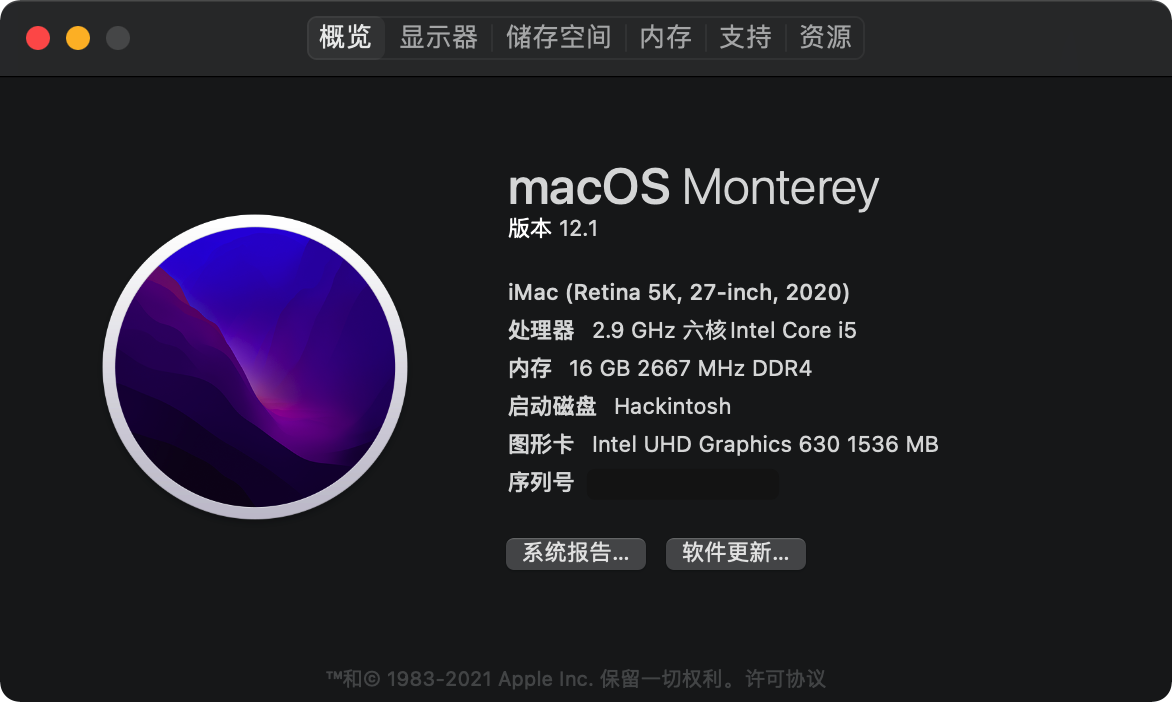 概览 显示器 储存空间 内存 支持 资源
macOS Monterey
版本 12.1
iMac (Retina 5K, 27-inch, 2020)
处理器 2.9 GHz 六核Intel Core i5
内存 16 GB 2667 MHz DDR4
启动磁盘 Hackintosh
图形卡 Intel UHD Graphics 630 1536 MB
序列号
系统报告... 软件更新...
™和© 1983-2021 Apple Inc. 保留一切权利。许可协议